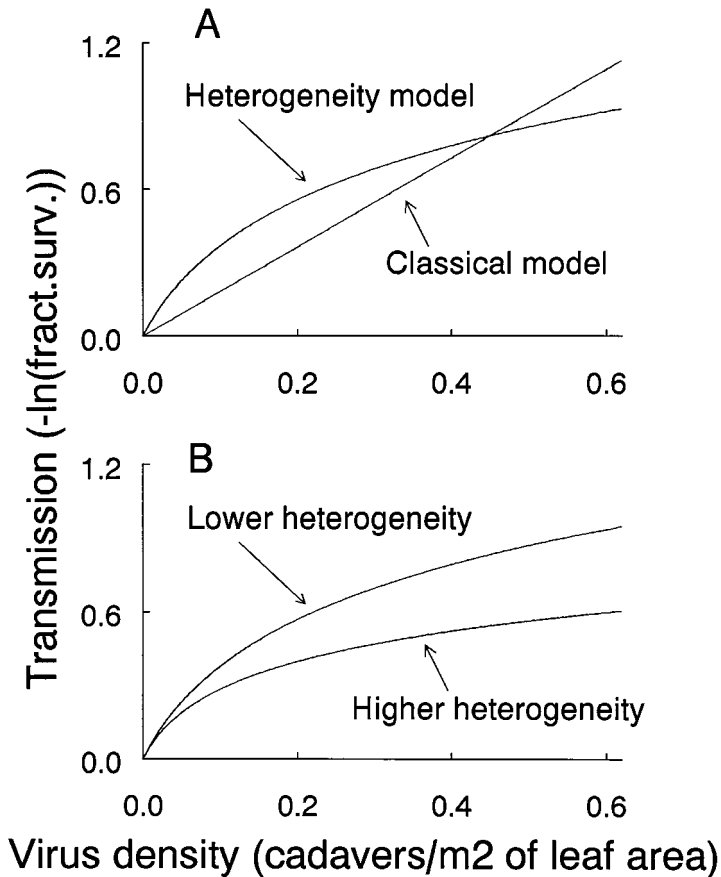 A
1.2
Heterogeneity model
0.6
Classical model
0.0
0.0 0.2 0.4 0.6
Transmission (-ln(fract.surv.))
B
1.2
Lower heterogeneity
0.6
Higher heterogeneity
0.0
0.0 0.2 0.4 0.6
Virus density (cadavers/m2 of leaf area)